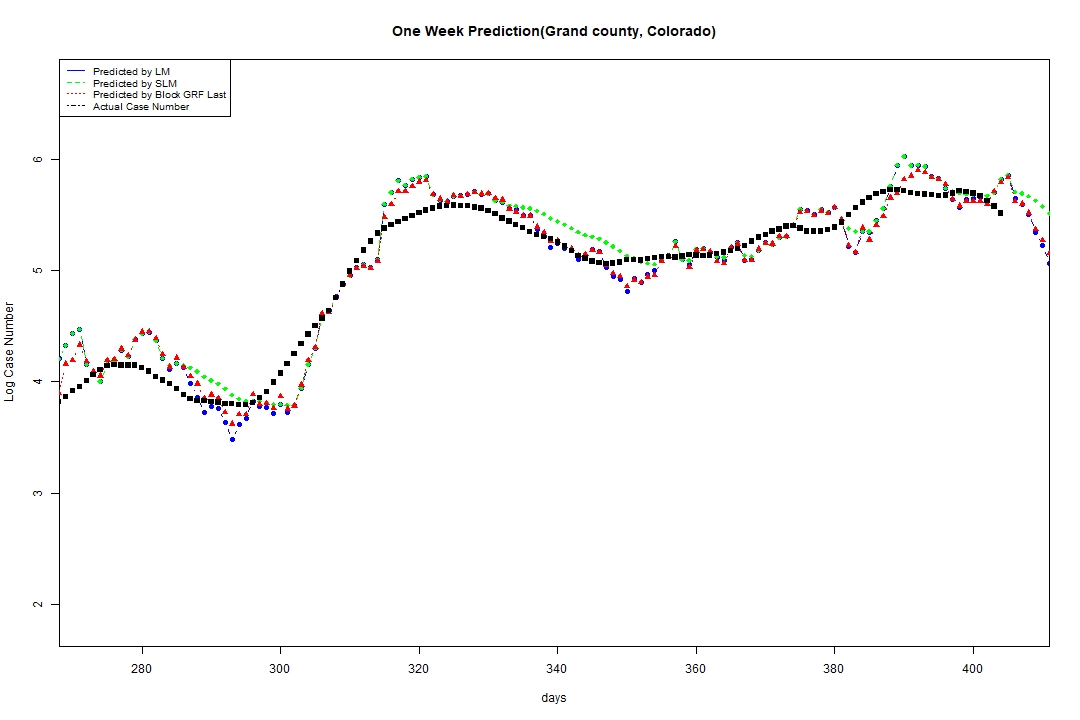 One Week Prediction(Grand county, Colorado)
Predicted by LM
Predicted by SLM
Predicted by Block GRF Last
Actual Case Number
Log Case Number
6
5
4
3
2
280 300 320 340 360 380 400
days